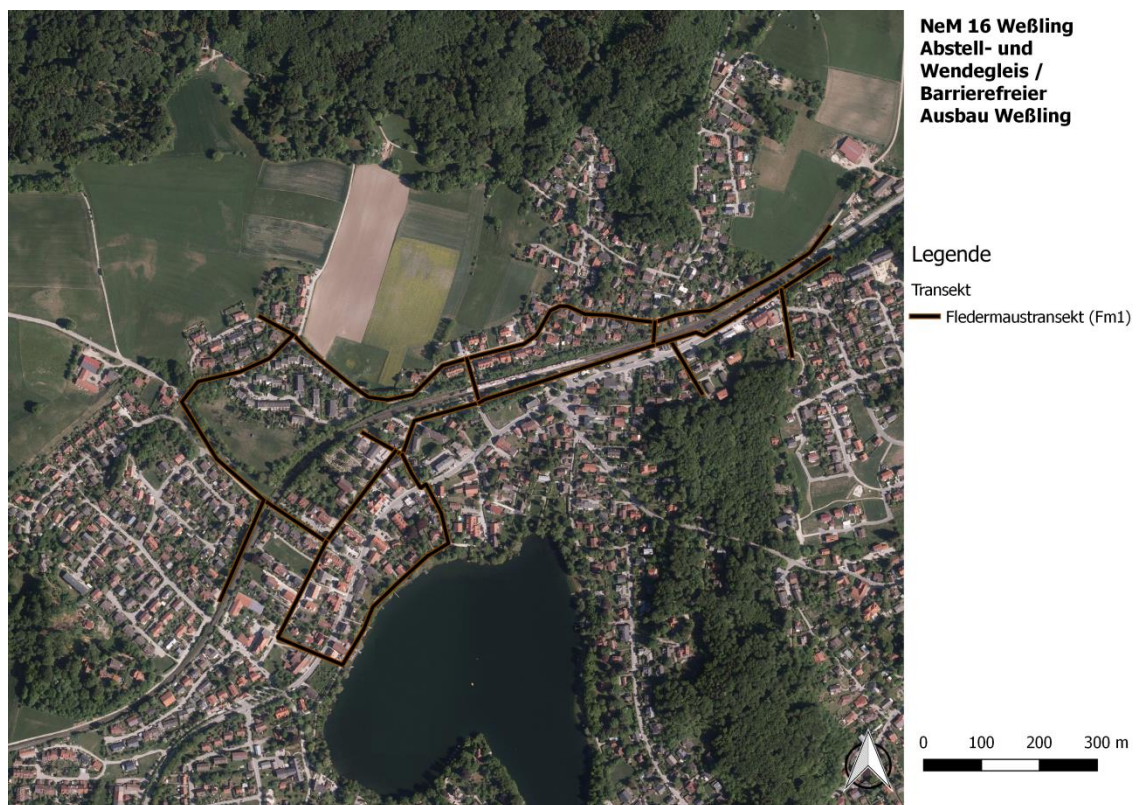 NeM 16 Weßling
Abstell- und
Wendegleis /
Barrierefreier
Ausbau Weßling
Legende
Transekt
Fledermaustransekt (Fm1)
0 100 200 300 m